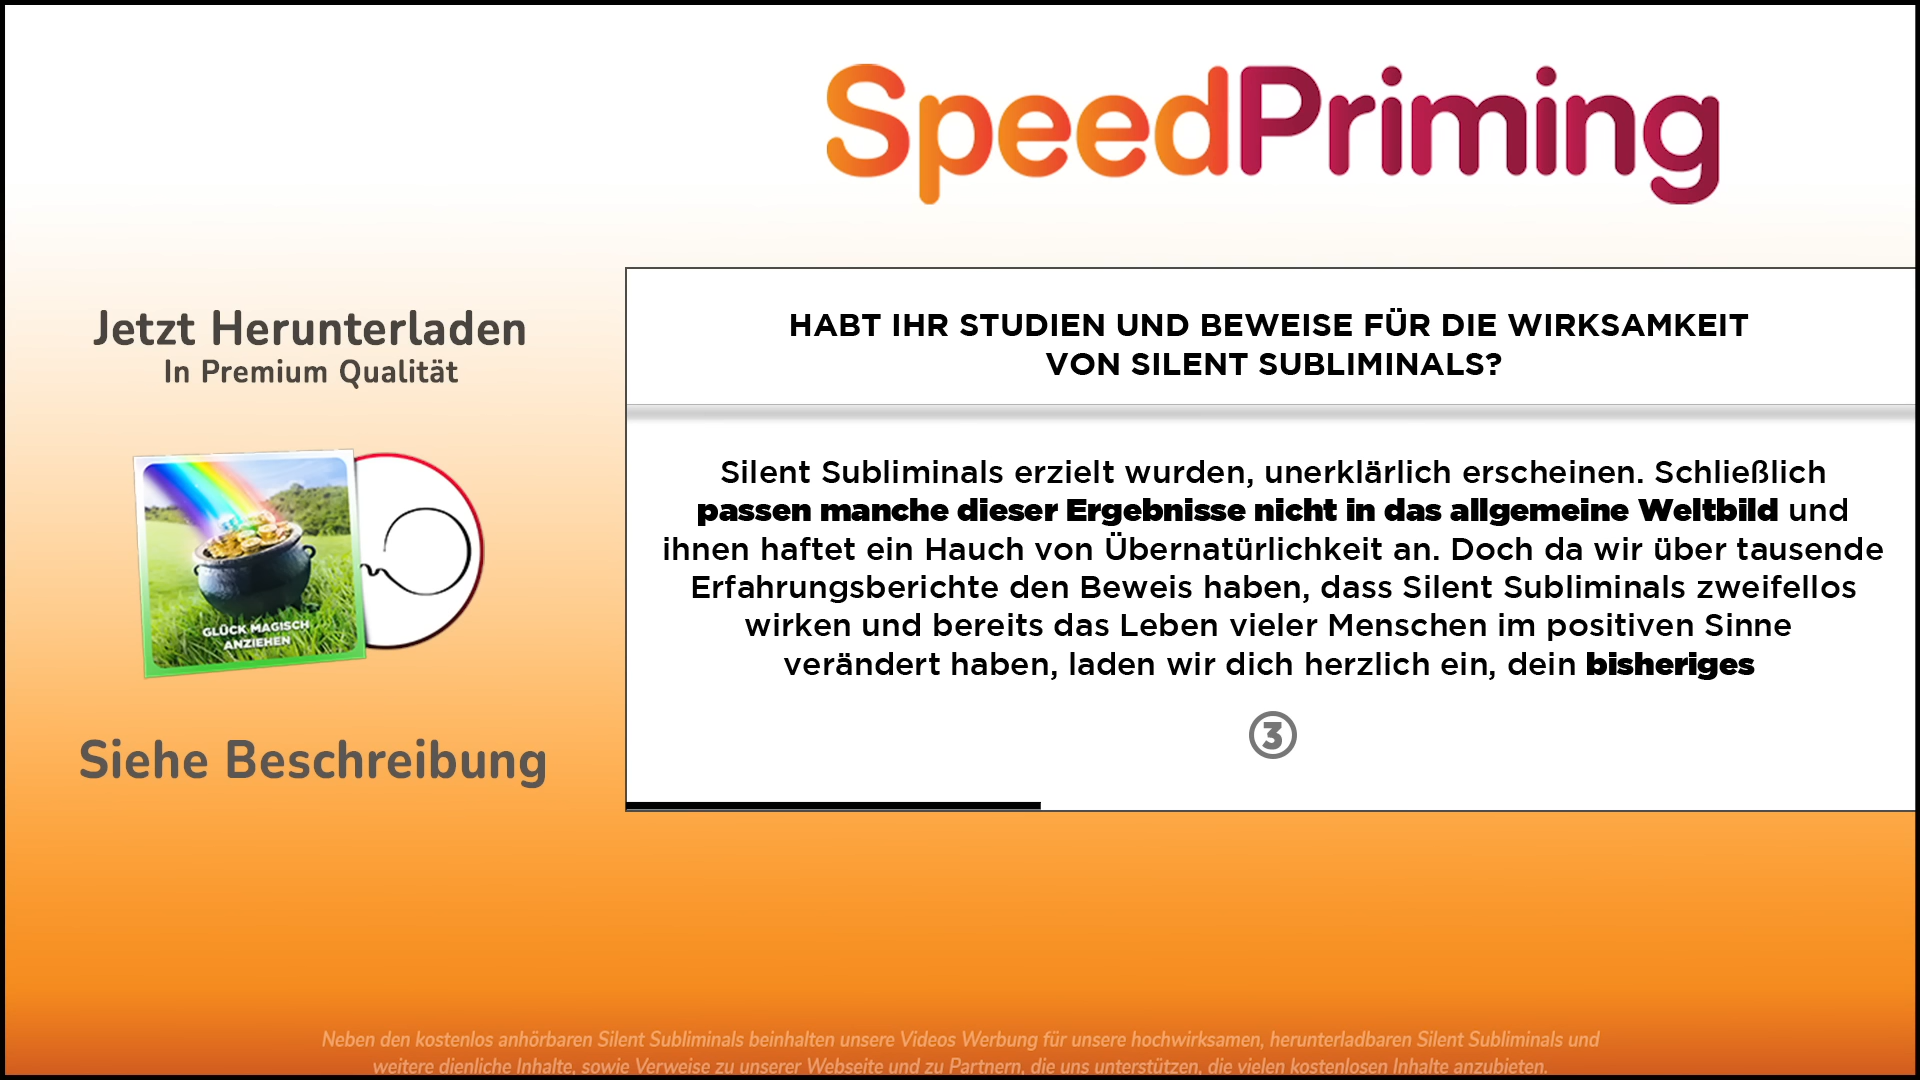 SpeedPriming
Jetzt Herunterladen
In Premium Qualität
GLÜCK MAGISCH
ANZIEHEN
Siehe Beschreibung
HABT IHR STUDIEN UND BEWEISE FÜR DIE WIRKSAMKEIT
VON SILENT SUBLIMINALS?
Silent Subliminals erzielt wurden, unerklärlich erscheinen. Schließlich
passen manche dieser Ergebnisse nicht in das allgemeine Weltbild und
ihnen haftet ein Hauch von Übernatürlichkeit an. Doch da wir über tausende
Erfahrungsberichte den Beweis haben, dass Silent Subliminals zweifellos
wirken und bereits das Leben vieler Menschen im positiven Sinne
verändert haben, laden wir dich herzlich ein, dein bisheriges
3
Neben den kostenlos anhörbaren Silent Subliminals beinhalten unsere Videos Werbung für unsere hochwirksamen, herunterladbaren Silent Subliminals und
weitere dienliche Inhalte, sowie Verweise zu unserer Webseite und zu Partnern, die uns unterstützen, die vielen kostenlosen Inhalte anzubieten.